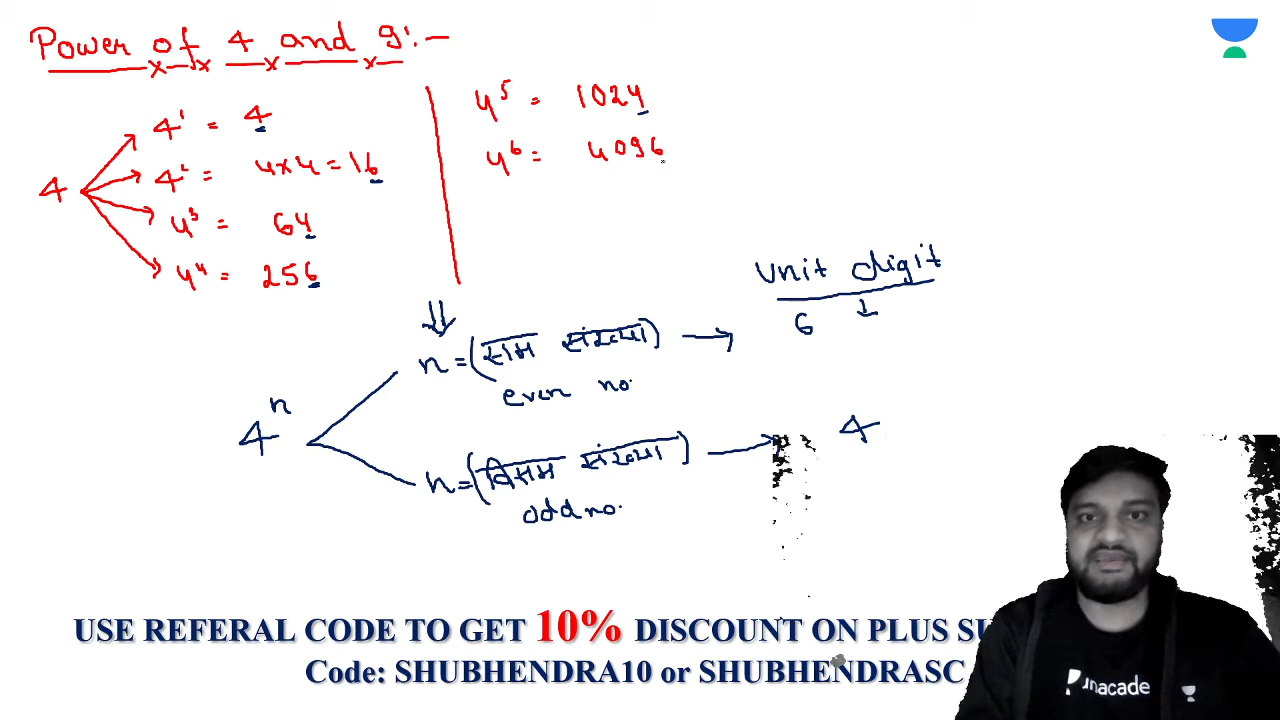 Power of 4 and 9:-
4
4¹ = 4
4² = 4×4 = 16
4³ = 64
4⁴ = 256
4⁵ = 1024
4⁶ = 4096
unit digit
4ⁿ
n = (सम संख्या) → 6
even no.
n = (विसम संख्या) → 4
odd no.
USE REFERAL CODE TO GET 10% DISCOUNT ON PLUS SU
Code: SHUBHENDRA10 or SHUBHENDRASC
unacade